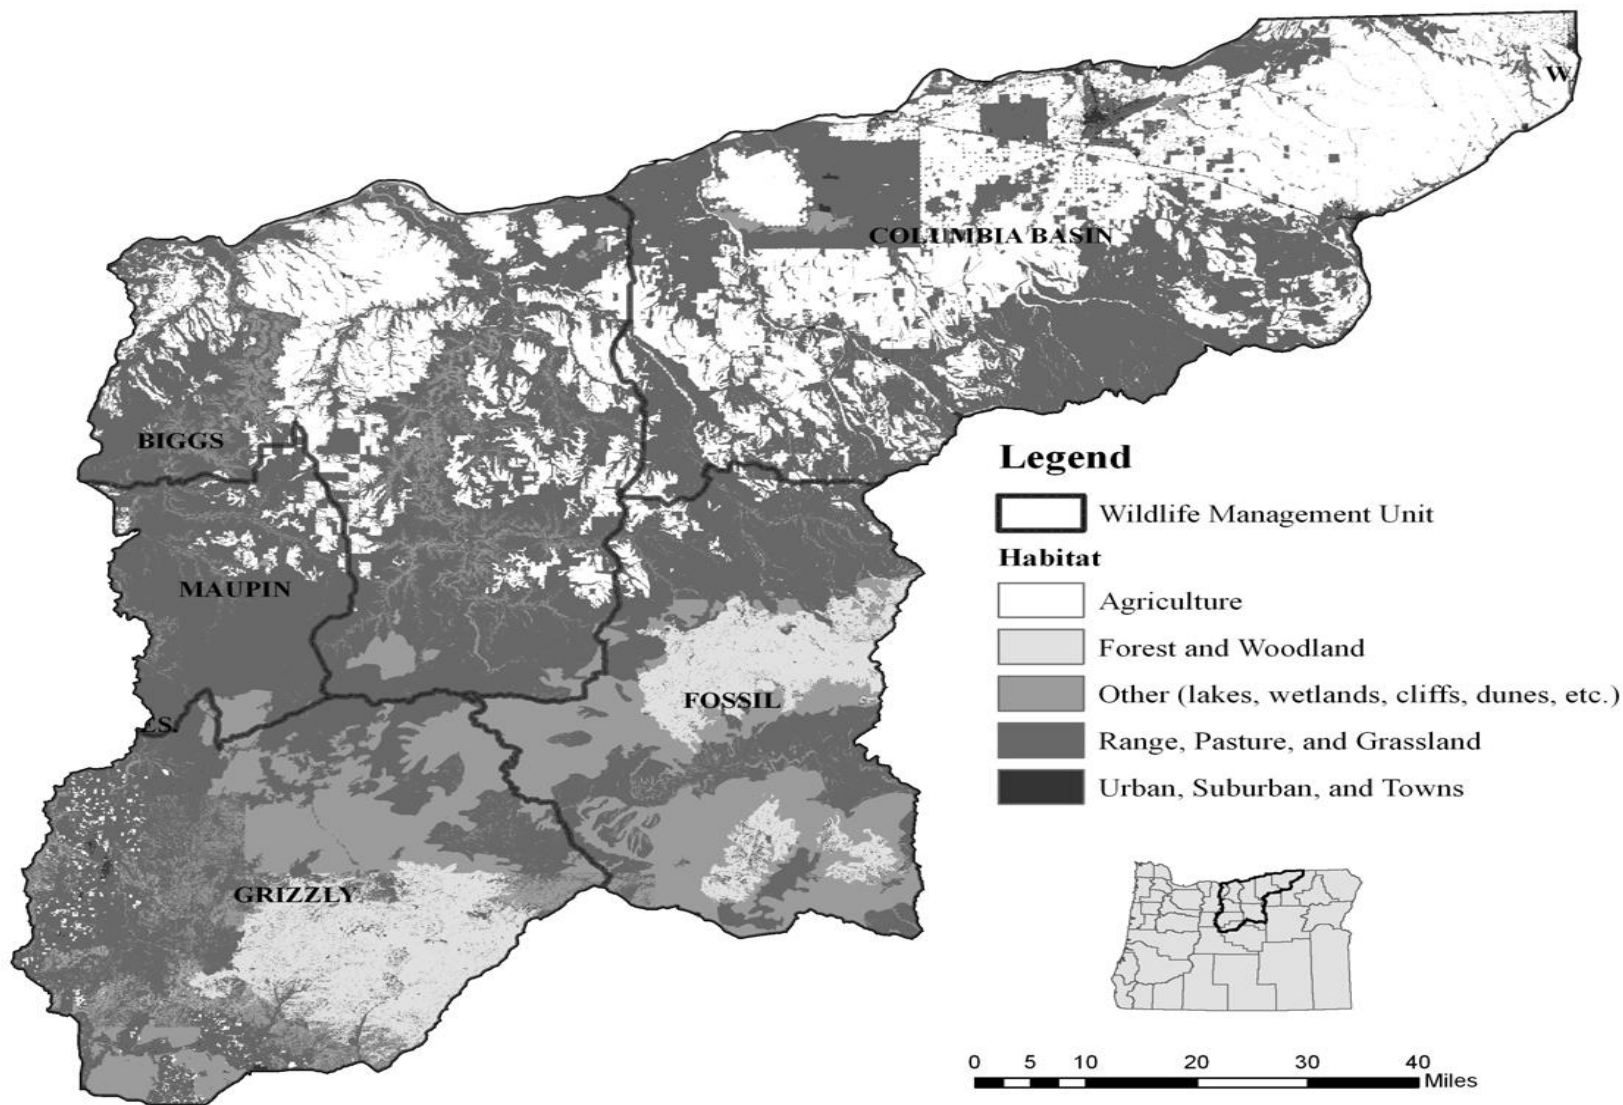 W
COLUMBIA BASIN
BIGGS
MAUPIN
FOSSIL
ES.
GRIZZLY
Legend
Wildlife Management Unit
Habitat
Agriculture
Forest and Woodland
Other (lakes, wetlands, cliffs, dunes, etc.)
Range, Pasture, and Grassland
Urban, Suburban, and Towns
0 5 10 20 30 40
Miles